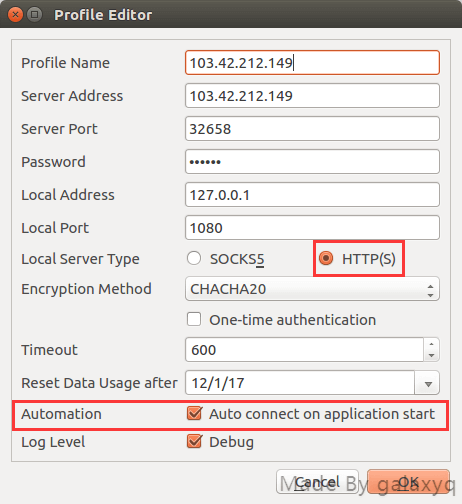 Profile Editor
Profile Name 103.42.212.149
Server Address 103.42.212.149
Server Port 32658
Password ••••••
Local Address 127.0.0.1
Local Port 1080
Local Server Type SOCKS5 HTTP(S)
Encryption Method CHACHA20
One-time authentication
Timeout 600
Reset Data Usage after 12/1/17
Automation Auto connect on application start
Log Level Debug
Cancel OK
Made By galaxyq